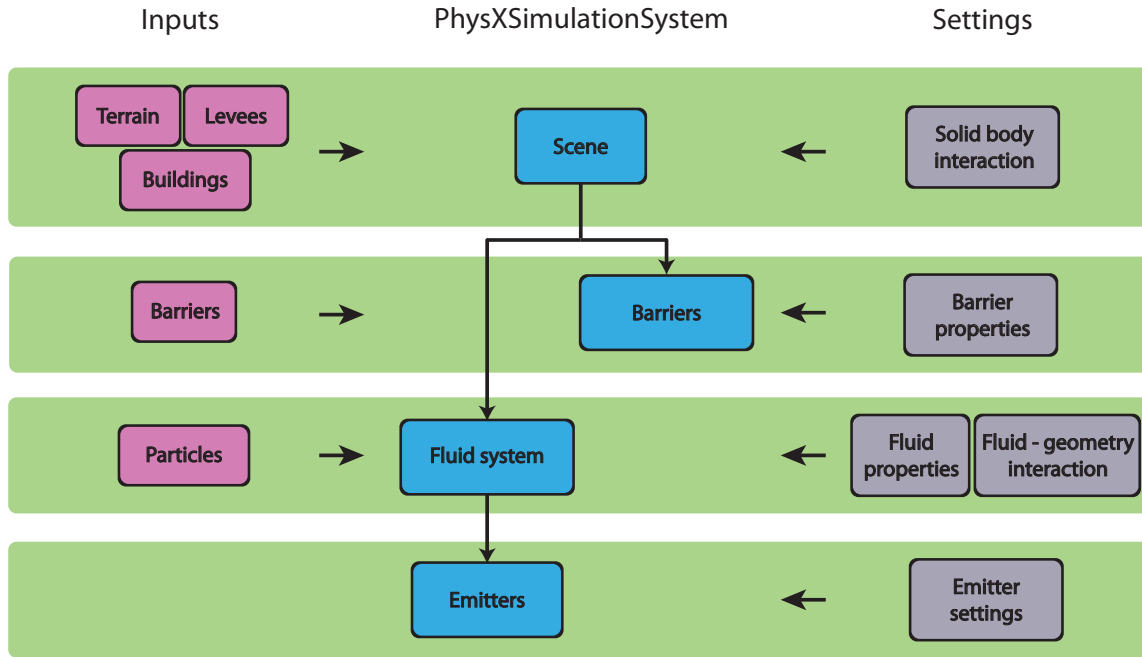 Inputs
PhysXSimulationSystem
Settings
Terrain
Levees
Buildings
Scene
Solid body
interaction
Barriers
Barriers
Barrier
properties
Particles
Fluid system
Fluid
properties
Fluid - geometry
interaction
Emitters
Emitter
settings